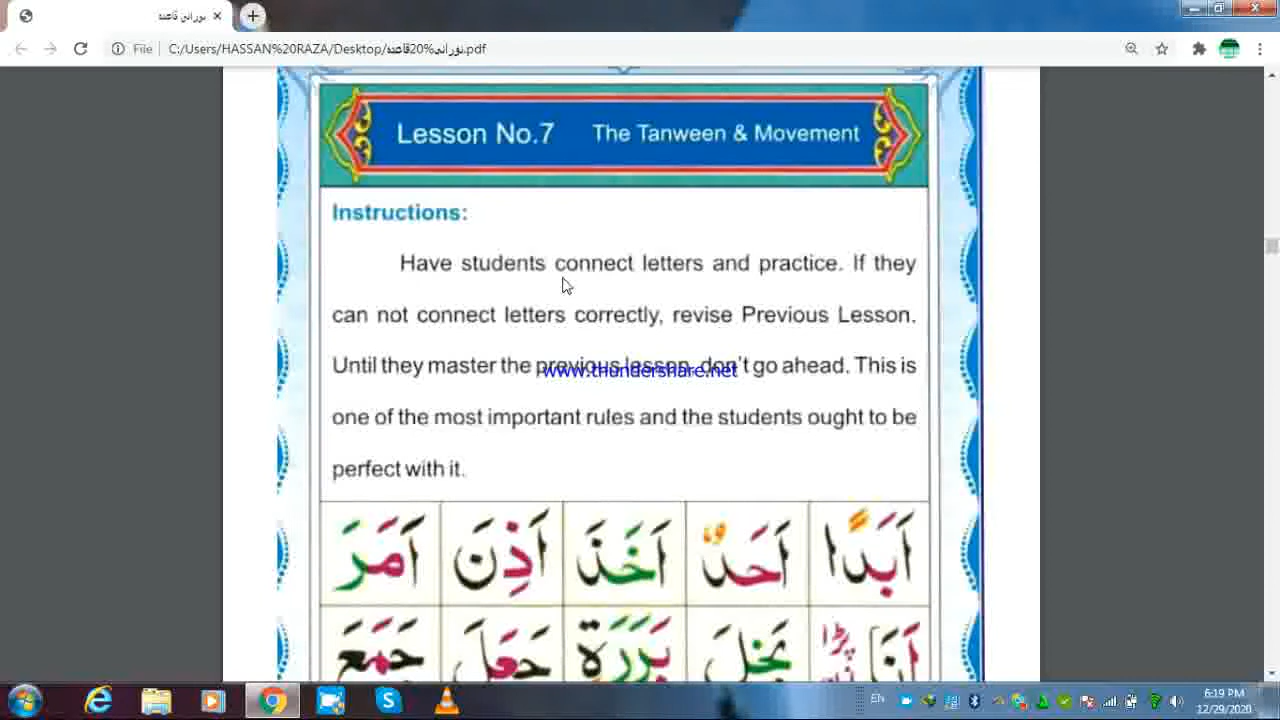 نورانی قاعدہ
File
C:/Users/HASSAN%20RAZA/Desktop/نورانی%20قاعدہ.pdf
Lesson No.7 The Tanween & Movement
Instructions:
Have students connect letters and practice. If they
can not connect letters correctly, revise Previous Lesson.
Until they master the previous lesson, don't go ahead. This is
www.thundershare.net
one of the most important rules and the students ought to be
perfect with it.
اَبَدًا اَحَدٌ اَخَذَ اَذِنَ اَمَرَ
اَنَا بَخِلَ بَرَرَةٍ جَعَلَ جَمَعَ
EN
6:19 PM
12/29/2020